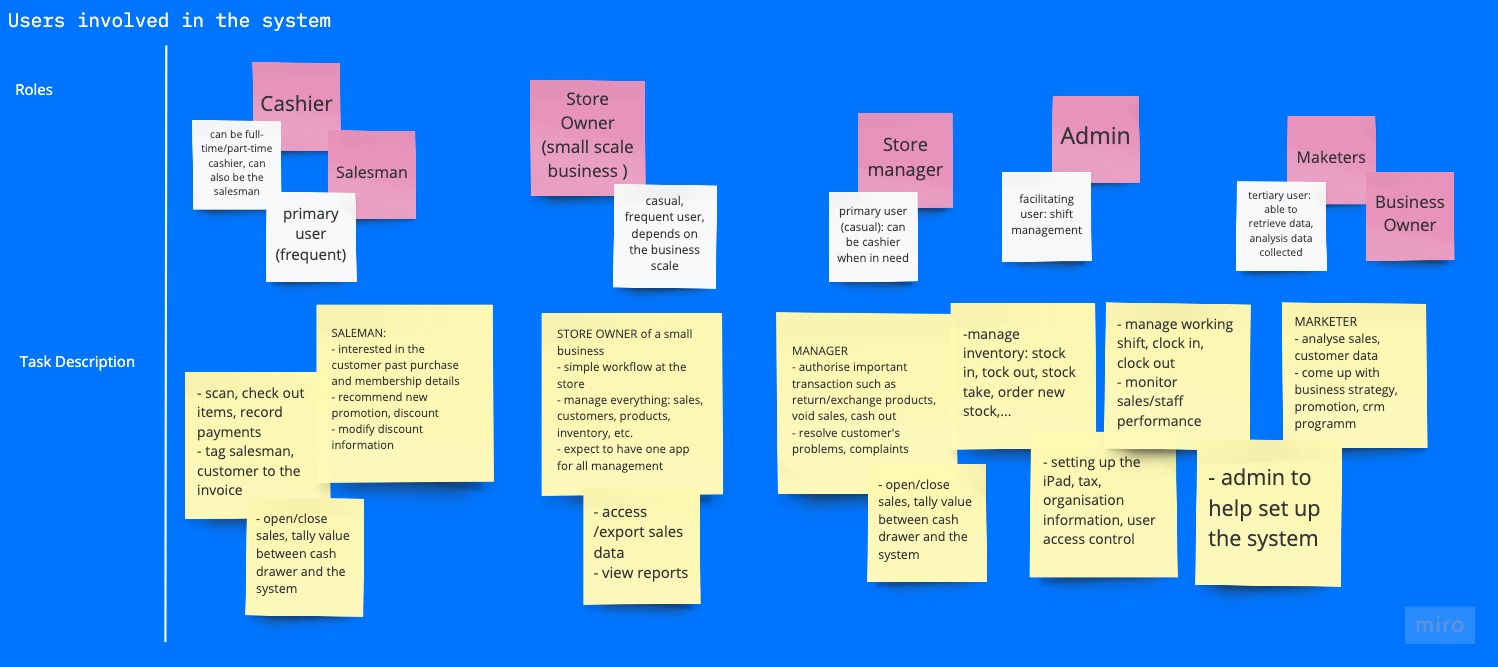 Users involved in the system
Roles
Cashier
can be full-
time/part-time
cashier, can
also be the
salesman
Salesman
primary
user
(frequent)
Store
Owner
(small scale
business )
casual,
frequent user,
depends on
the business
scale
Store
manager
primary user
(casual): can
be cashier
when in need
Admin
facilitating
user: shift
management
Maketers
tertiary user:
able to
retrieve data,
analysis data
collected
Business
Owner
Task Description
- scan, check out
items, record
payments
- tag salesman,
customer to the
invoice
SALEMAN:
- interested in the
customer past purchase
and membership details
- recommend new
promotion, discount
- modify discount
information
- open/close
sales, tally value
between cash
drawer and the
system
STORE OWNER of a small
business
- simple workflow at the
store
- manage everything: sales,
customers, products,
inventory, etc.
- expect to have one app
for all management
- access
/export sales
data
- view reports
MANAGER
- authorise important
transaction such as
return/exchange products,
void sales, cash out
- resolve customer's
problems, complaints
- open/close
sales, tally value
between cash
drawer and the
system
-manage
inventory: stock
in, tock out, stock
take, order new
stock,...
- manage working
shift, clock in,
clock out
- monitor
sales/staff
performance
- setting up the
iPad, tax,
organisation
information, user
access control
- admin to
help set up
the system
MARKETER
- analyse sales,
customer data
- come up with
business strategy,
promotion, crm
programm
miro